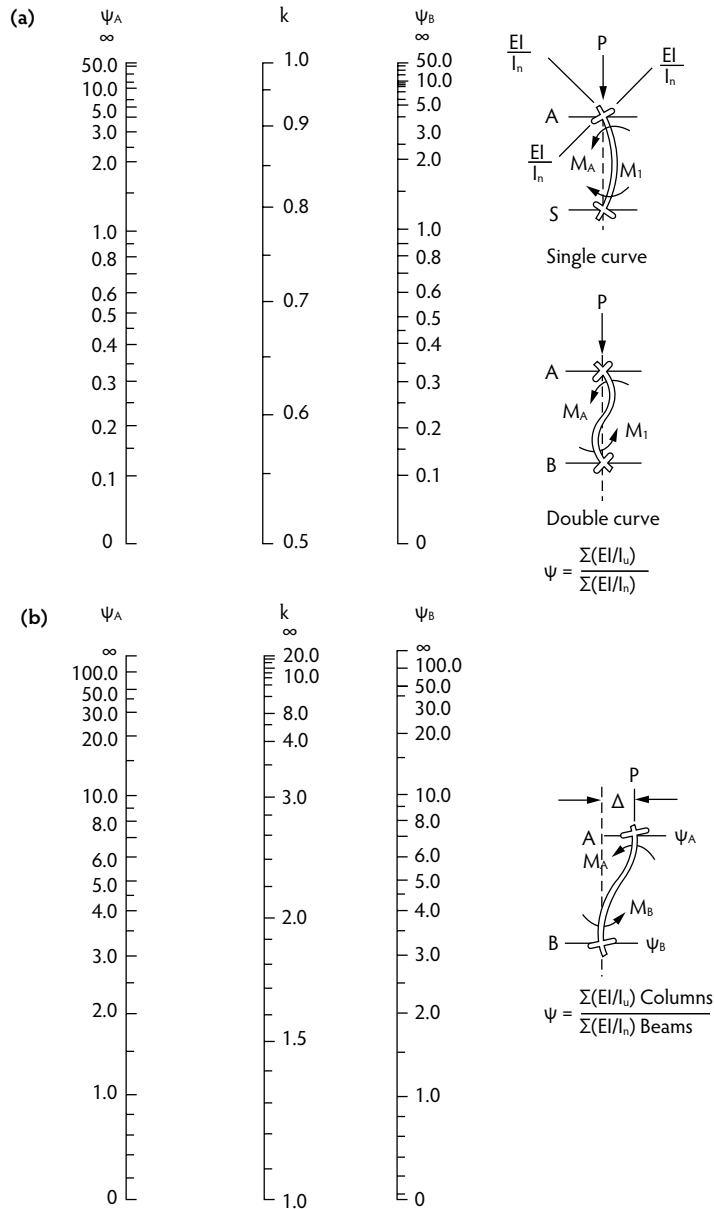 (a)
ψA
∞
50.0
10.0
5.0
3.0
2.0
1.0
0.8
0.6
0.5
0.4
0.3
0.2
0.1
0
k
1.0
0.9
0.8
0.7
0.6
0.5
ψB
∞
50.0
10.0
5.0
3.0
2.0
1.0
0.8
0.6
0.5
0.4
0.3
0.2
0.1
0
EI
In
P
EI
In
A
EI
In
MA
M1
S
Single curve
P
A
MA
M1
B
Double curve
ψ = Σ(EI/Iu)
Σ(EI/In)
(b)
ψA
∞
100.0
50.0
30.0
20.0
10.0
8.0
6.0
5.0
4.0
3.0
2.0
1.0
0
k
∞
20.0
10.0
8.0
4.0
3.0
2.0
1.5
1.0
ψB
∞
100.0
50.0
30.0
20.0
10.0
8.0
6.0
5.0
4.0
3.0
2.0
1.0
0
P
Δ
A
ψA
MA
MB
B
ψB
ψ = Σ(EI/Iu) Columns
Σ(EI/In) Beams